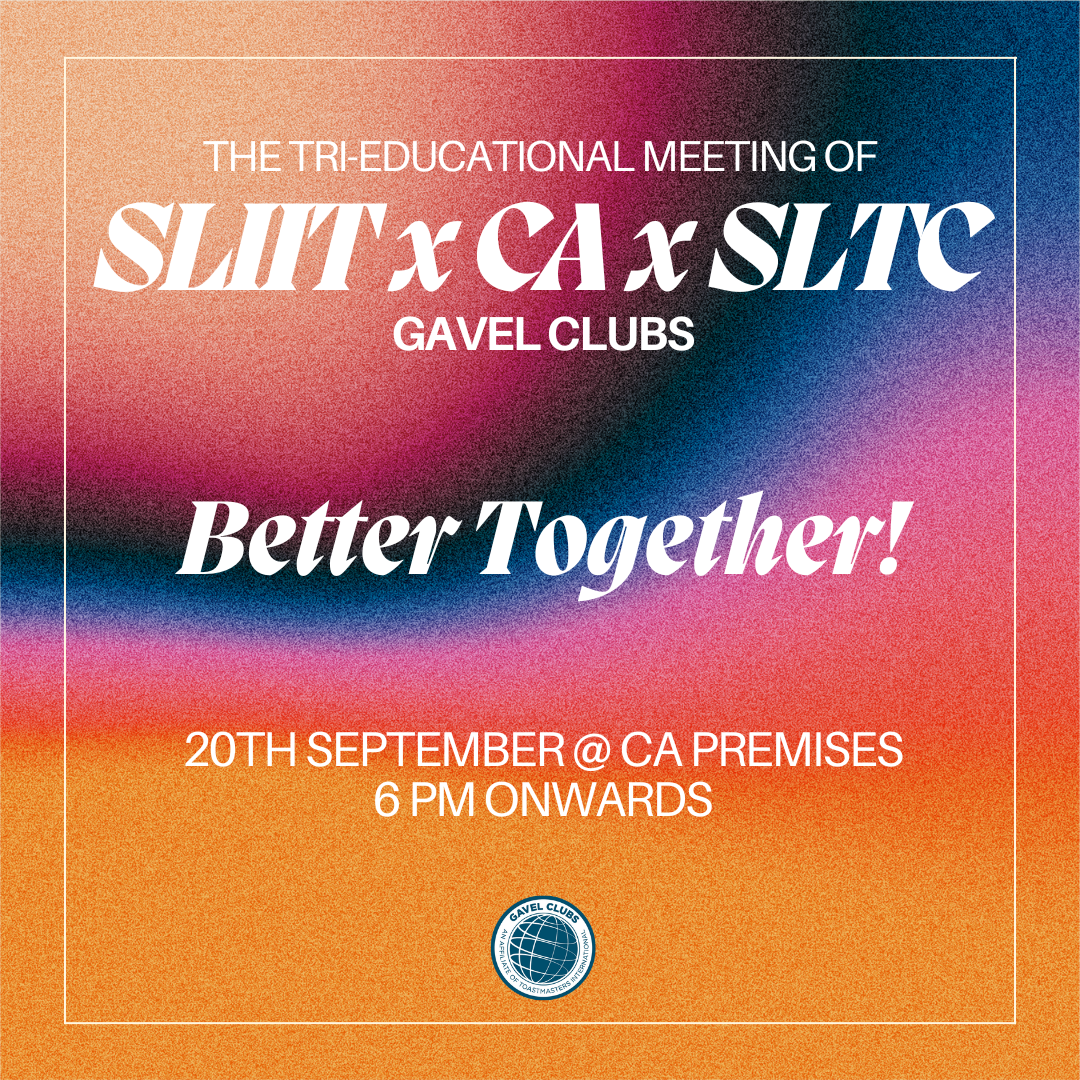 THE TRI-EDUCATIONAL MEETING OF
SLIIT x CA x SLTC
GAVEL CLUBS
Better Together!
20TH SEPTEMBER @ CA PREMISES
6 PM ONWARDS
GAVEL CLUBS
AN AFFILIATE OF TOASTMASTERS INTERNATIONAL